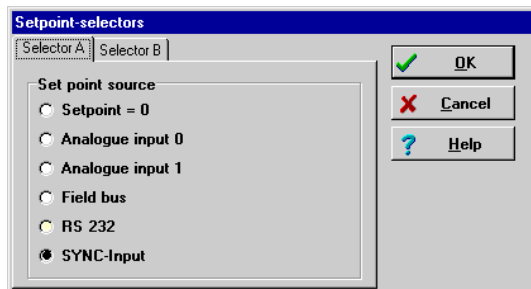 Setpoint-selectors
Selector A Selector B
Set point source
Setpoint = 0
Analogue input 0
Analogue input 1
Field bus
RS 232
SYNC-Input
OK
Cancel
Help